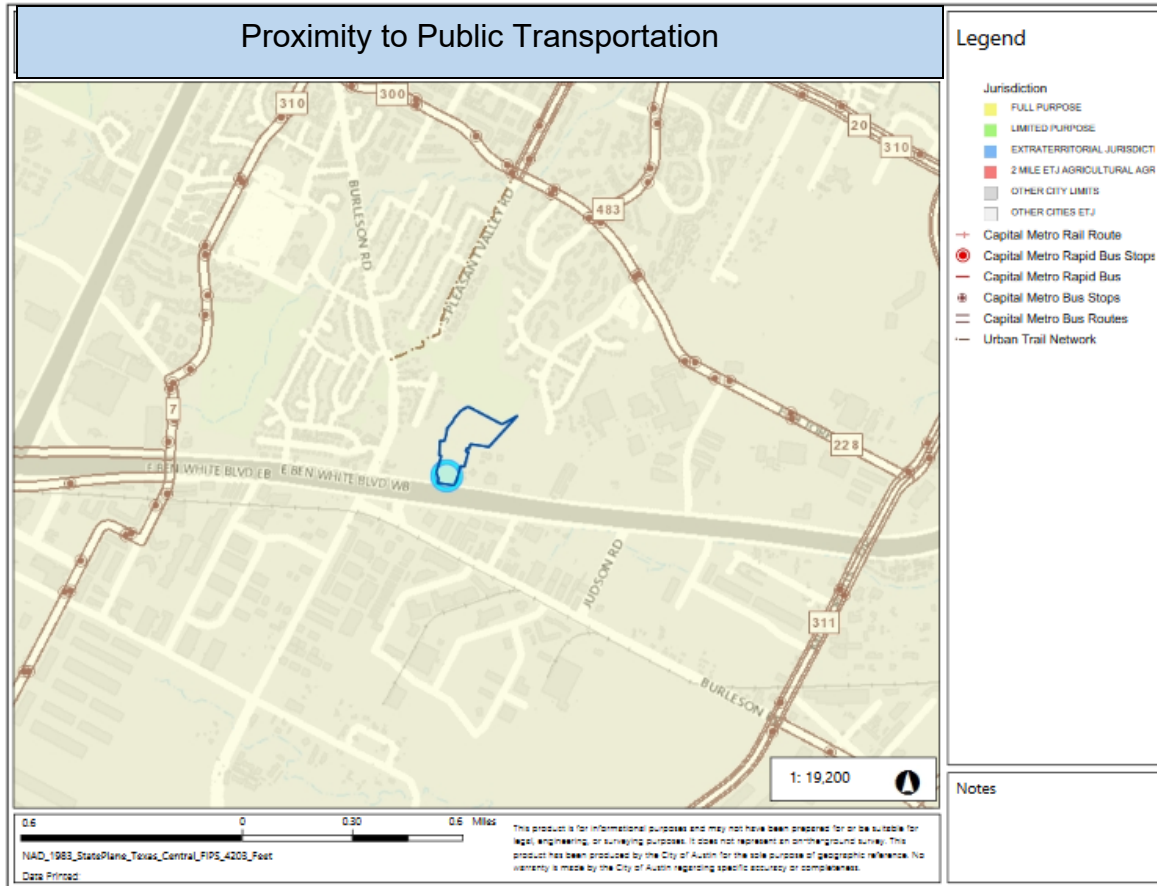 Proximity to Public Transportation
Legend
Jurisdiction
FULL PURPOSE
LIMITED PURPOSE
EXTRATERRITORIAL JURISDICTI
2 MILE ETJ AGRICULTURAL AGR
OTHER CITY LIMITS
OTHER CITIES ETJ
Capital Metro Rail Route
Capital Metro Rapid Bus Stops
Capital Metro Rapid Bus
Capital Metro Bus Stops
Capital Metro Bus Routes
Urban Trail Network
310
300
20
310
BURLESON RD
S PLEASANT VALLEY RD
483
7
228
E BEN WHITE BLVD EB
E BEN WHITE BLVD WB
JUDSON RD
311
BURLESON
1: 19,200
Notes
0.6 0 0.30 0.6 Miles
NAD_1983_StatePlane_Texas_Central_FIPS_4203_Feet
Date Printed:
This product is for informational purposes and may not have been prepared for or be suitable for
legal, engineering, or surveying purposes. It does not represent an on-the-ground survey. This
product has been produced by the City of Austin for the sole purpose of geographic reference. No
warranty is made by the City of Austin regarding specific accuracy or completeness.